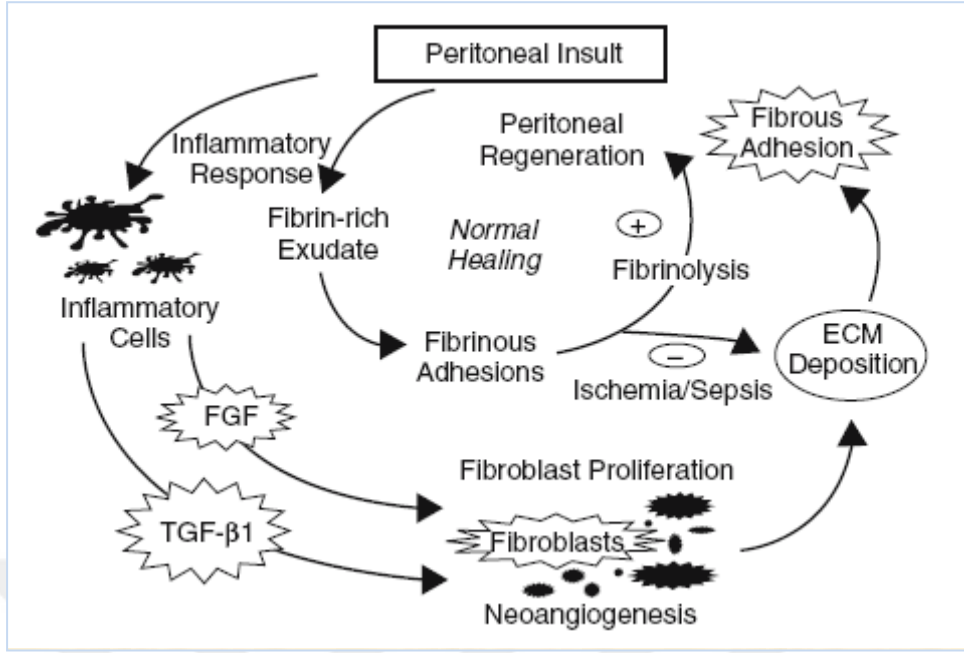 Peritoneal Insult
Inflammatory
Response
Peritoneal
Regeneration
Fibrous
Adhesion
Fibrin-rich
Exudate
Normal
Healing
+
Fibrinolysis
Inflammatory
Cells
Fibrinous
Adhesions
−
Ischemia/Sepsis
ECM
Deposition
FGF
TGF-β1
Fibroblast Proliferation
Fibroblasts
Neoangiogenesis